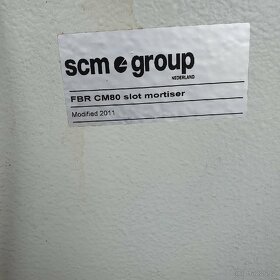 scm group
NEDERLAND
FBR CM80 slot mortiser
Modified 2011